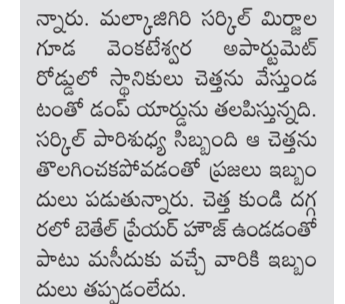 న్నారు. మల్కాజిగిరి సర్కిల్ మిర్జాల
గూడ వెంకటేశ్వర అపార్టుమెట్
రోడ్డులో స్థానికులు చెత్తను వేస్తుండ
టంతో డంప్ యార్డును తలపిస్తున్నది.
సర్కిల్ పారిశుధ్య సిబ్బంది ఆ చెత్తను
తొలగించకపోవడంతో ప్రజలు ఇబ్బం
దులు పడుతున్నారు. చెత్త కుండి దగ్గ
రలో బెతేల్ ప్రేయర్ హౌజ్ ఉండడంతో
పాటు మసీదుకు వచ్చే వారికి ఇబ్బం
దులు తప్పడంలేదు.